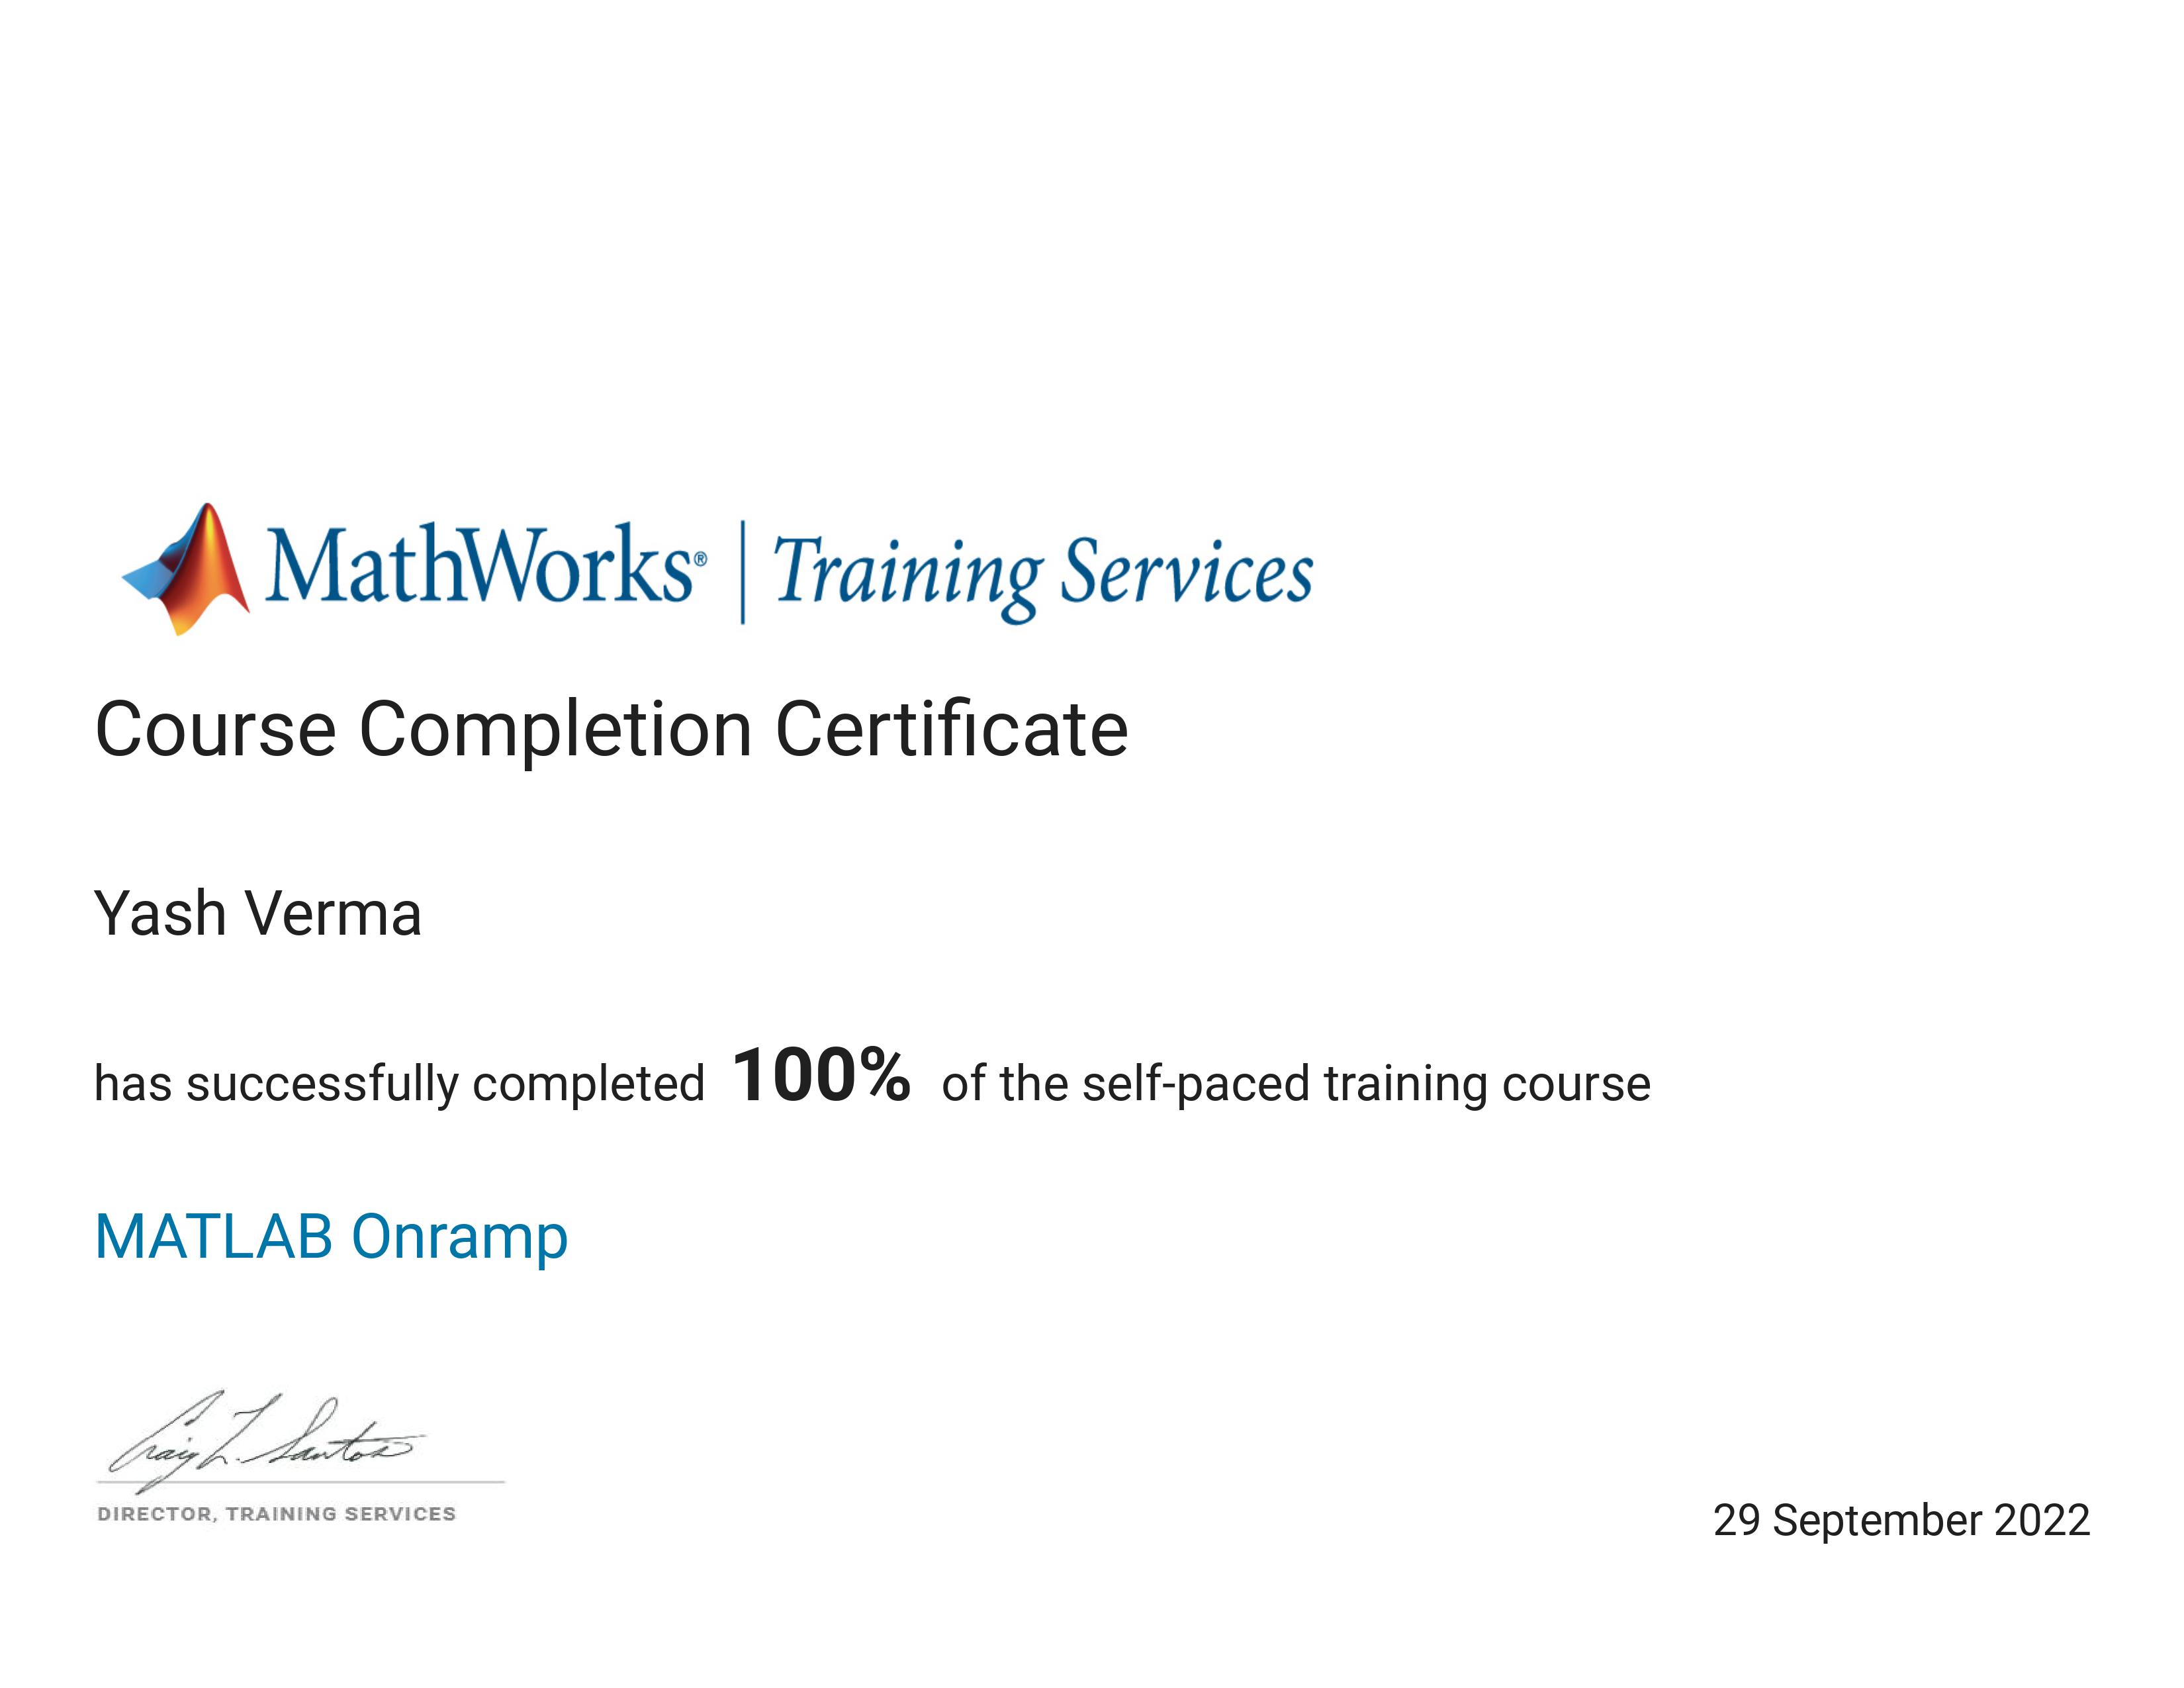 MathWorks® | Training Services
Course Completion Certificate
Yash Verma
has successfully completed 100% of the self-paced training course
MATLAB Onramp
Craig L. Santos
DIRECTOR, TRAINING SERVICES
29 September 2022